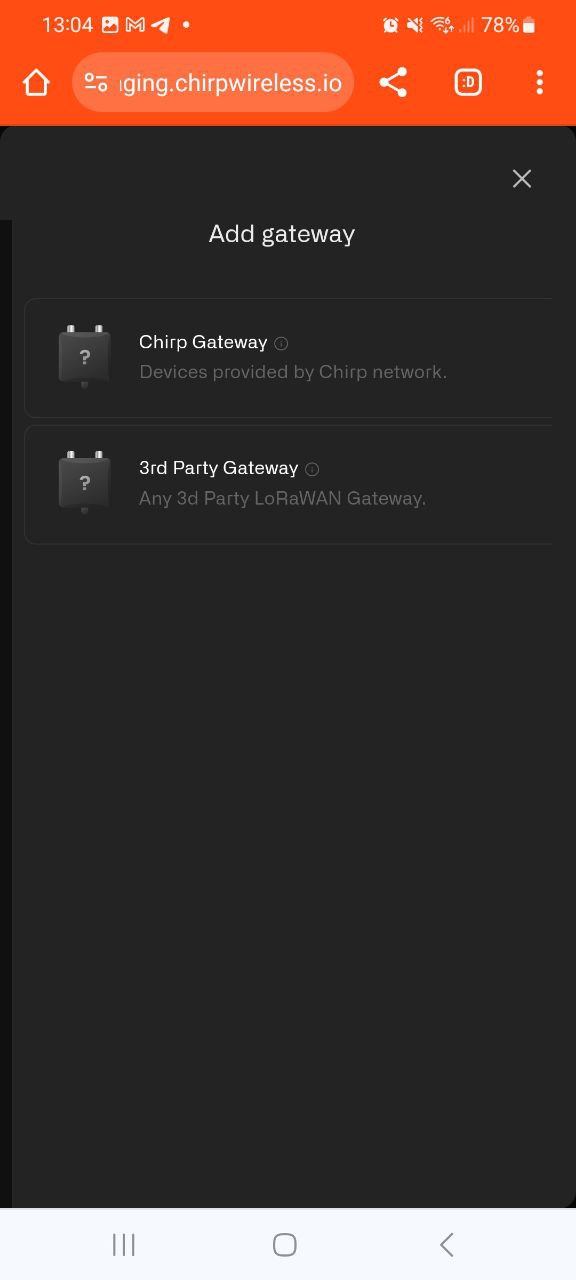 13:04
78%
ging.chirpwireless.io
:D
Add gateway
?
Chirp Gateway
Devices provided by Chirp network.
?
3rd Party Gateway
Any 3d Party LoRaWAN Gateway.